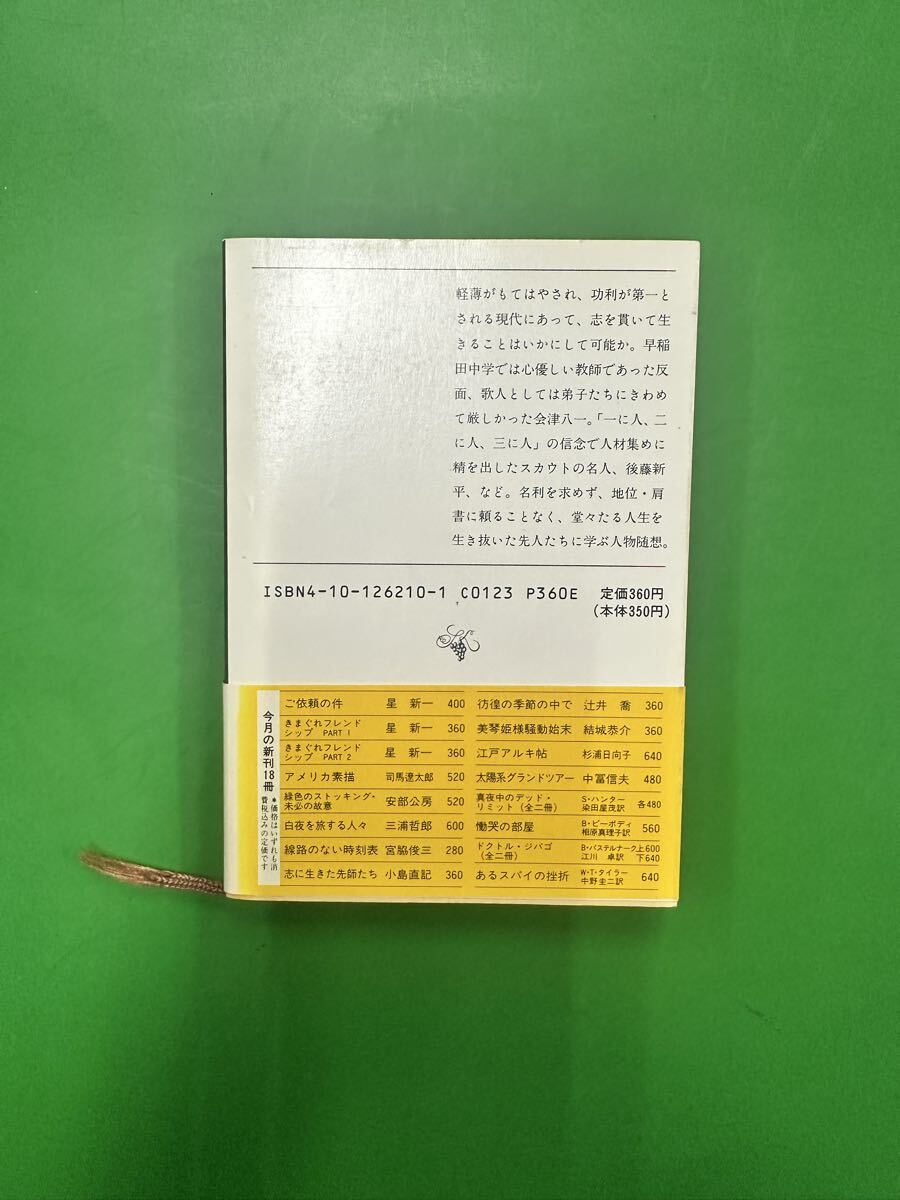 軽薄がもてはやされ、功利が第一と
される現代にあって、志を貫いて生
きることはいかにして可能か。早稲
田中学では心優しい教師であった反
面、歌人としては弟子たちにきわめ
て厳しかった会津八一。「一に人、二
に人、三に人」の信念で人材集めに
精を出したスカウトの名人、後藤新
平、など。名利を求めず、地位・肩
書に頼ることなく、堂々たる人生を
生き抜いた先人たちに学ぶ人物随想。
ISBN4-10-126210-1 C0123 P360E 定価360円
(本体350円)
今月の新刊18冊
＊価格はいずれも消
費税込みの定価です
ご依頼の件 星 新一 400
きまぐれフレンド
シップ PART 1 星 新一 360
きまぐれフレンド
シップ PART 2 星 新一 360
アメリカ素描 司馬遼太郎 520
緑色のストッキング・
未必の故意 安部公房 520
白夜を旅する人々 三浦哲郎 600
線路のない時刻表 宮脇俊三 280
志に生きた先師たち 小島直記 360
彷徨の季節の中で 辻井 喬 360
美琴姫様騒動始末 結城恭介 360
江戸アルキ帖 杉浦日向子 640
太陽系グランドツアー 中冨信夫 480
真夜中のデッド・
リミット(全二冊) S・ハンター
染田屋茂訳 各480
慟哭の部屋 B・ピーボディ
相原真理子訳 560
ドクトル・ジバゴ
(全二冊) B・パステルナーク 上600
江川 卓訳 下640
あるスパイの挫折 W・T・タイラー
中野圭二訳 640